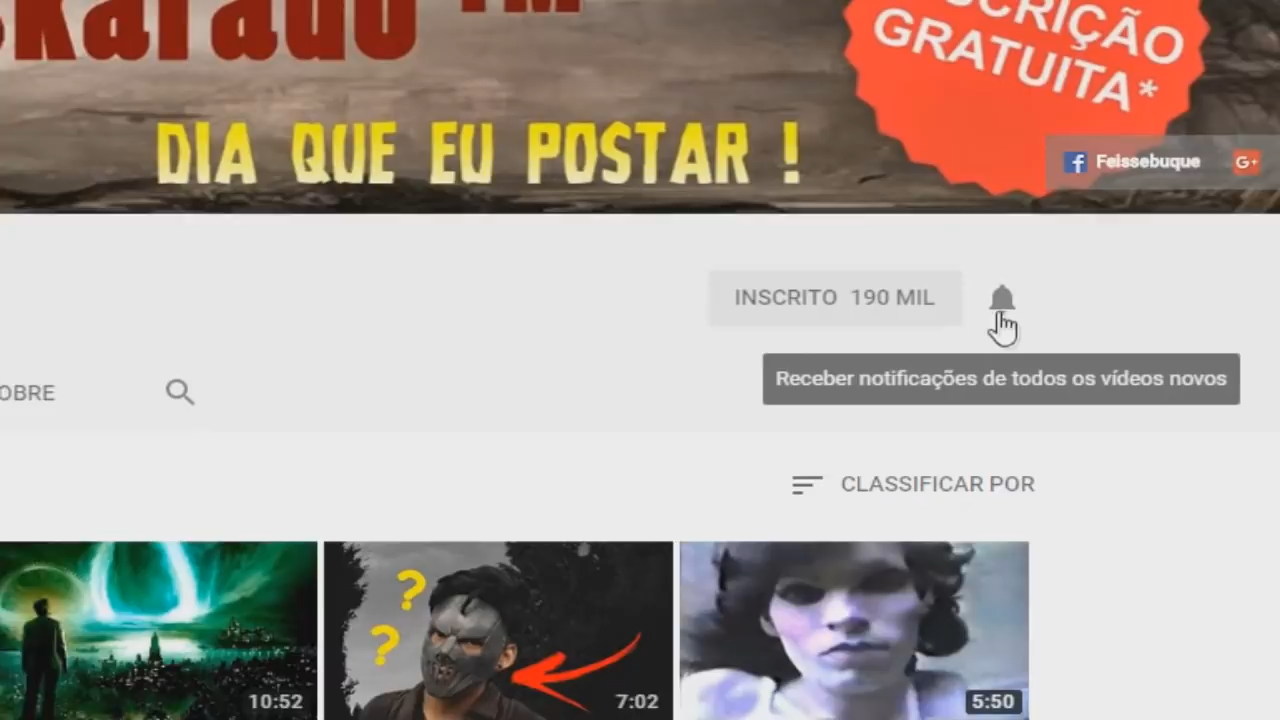 DIA QUE EU POSTAR !
GRATUITA*
Feissebuque
INSCRITO 190 MIL
Receber notificações de todos os vídeos novos
CLASSIFICAR POR
10:52
7:02
5:50